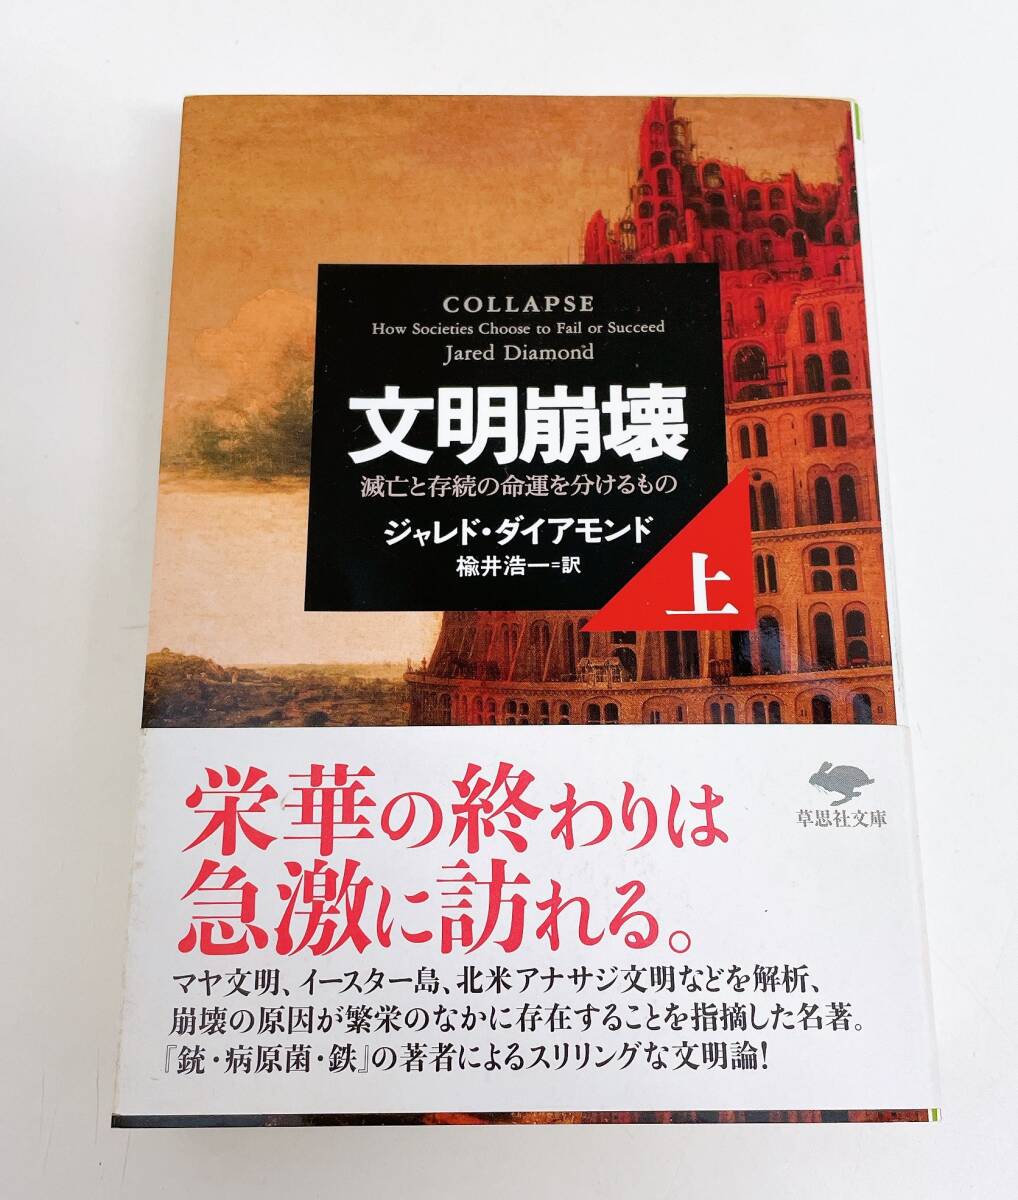 COLLAPSE
How Societies Choose to Fail or Succeed
Jared Diamond
文明崩壊
滅亡と存続の命運を分けるもの
ジャレド・ダイアモンド
楡井浩一=訳
上
栄華の終わりは
急激に訪れる。
草思社文庫
マヤ文明、イースター島、北米アナサジ文明などを解析、
崩壊の原因が繁栄のなかに存在することを指摘した名著。
『銃・病原菌・鉄』の著者によるスリリングな文明論!